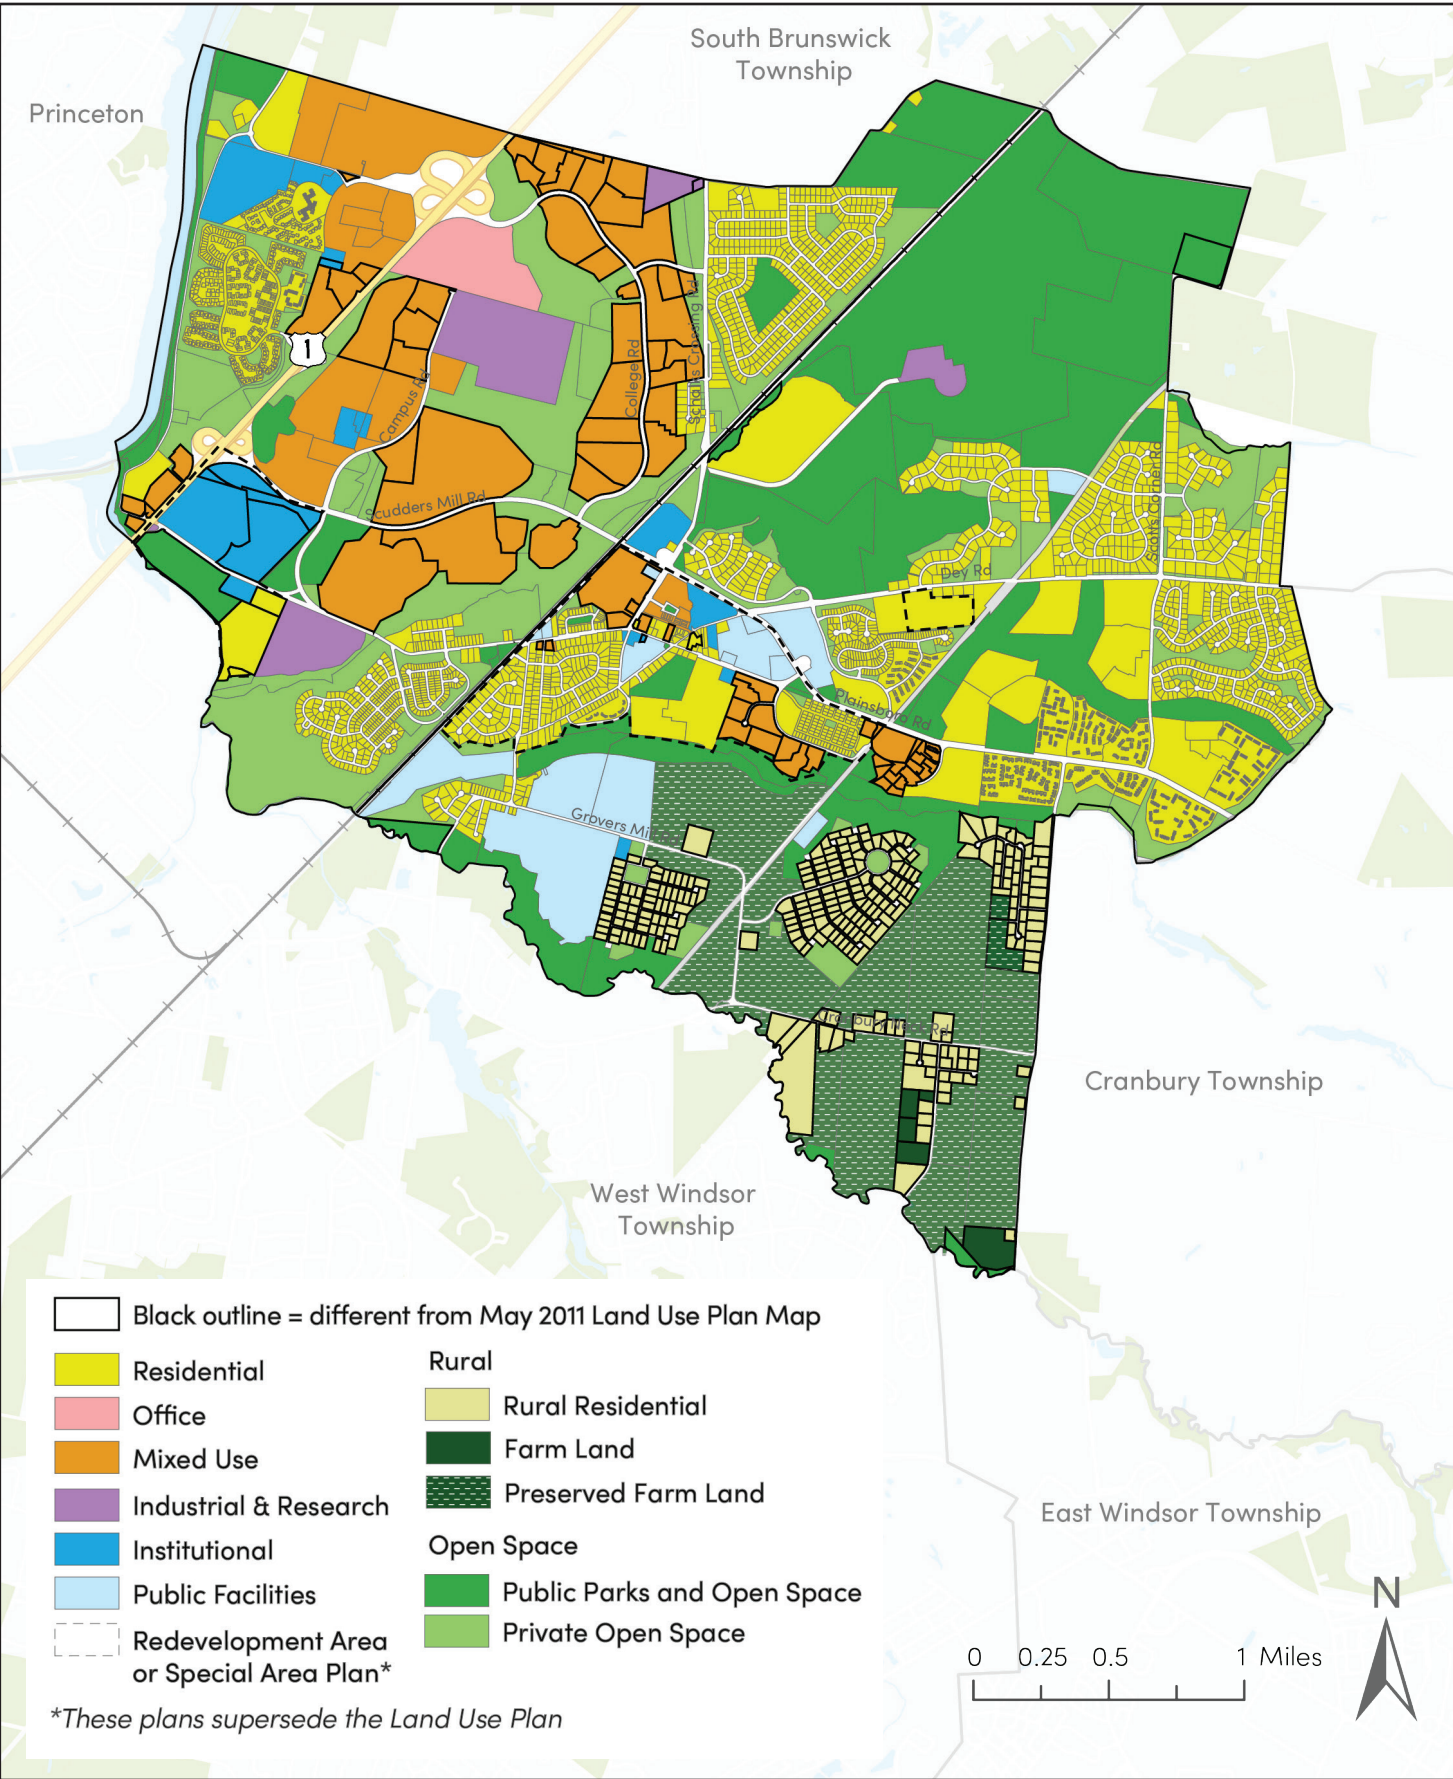 South Brunswick
Township
Princeton
1
Schalks Crossing Rd
College Rd
Campus Rd
Scudders Mill Rd
Scotts Corner Rd
Dey Rd
Plainsboro Rd
Grovers Mill
Cranbury Neck Rd
Cranbury Township
West Windsor
Township
East Windsor Township
Black outline = different from May 2011 Land Use Plan Map
Residential
Office
Mixed Use
Industrial & Research
Institutional
Public Facilities
Redevelopment Area
or Special Area Plan*
Rural
Rural Residential
Farm Land
Preserved Farm Land
Open Space
Public Parks and Open Space
Private Open Space
*These plans supersede the Land Use Plan
0 0.25 0.5 1 Miles
N